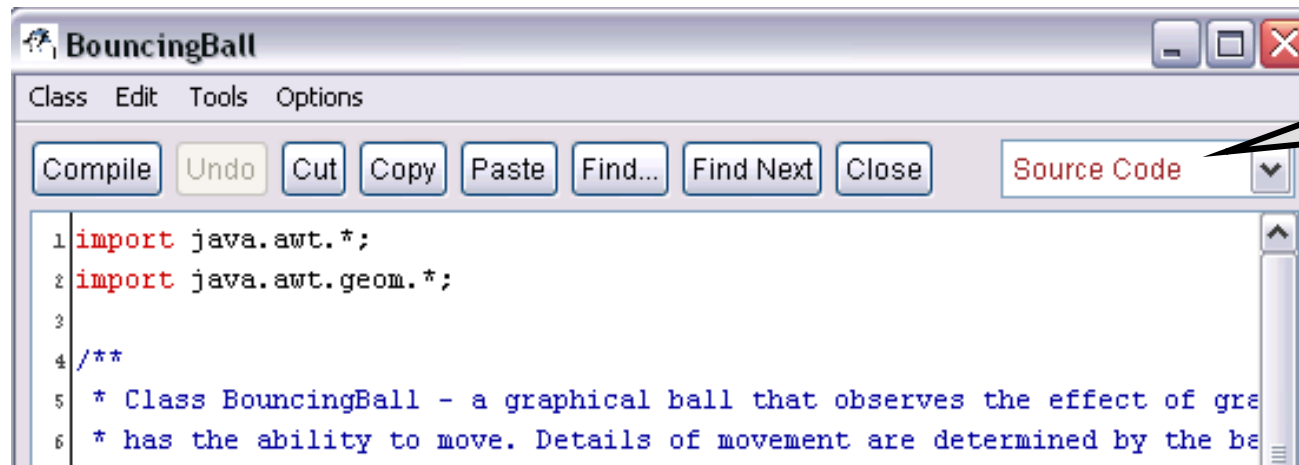 BouncingBall
Class Edit Tools Options
Compile Undo Cut Copy Paste Find... Find Next Close Source Code
1 import java.awt.*;
2 import java.awt.geom.*;
3
4 /**
5 * Class BouncingBall - a graphical ball that observes the effect of gra
6 * has the ability to move. Details of movement are determined by the ba